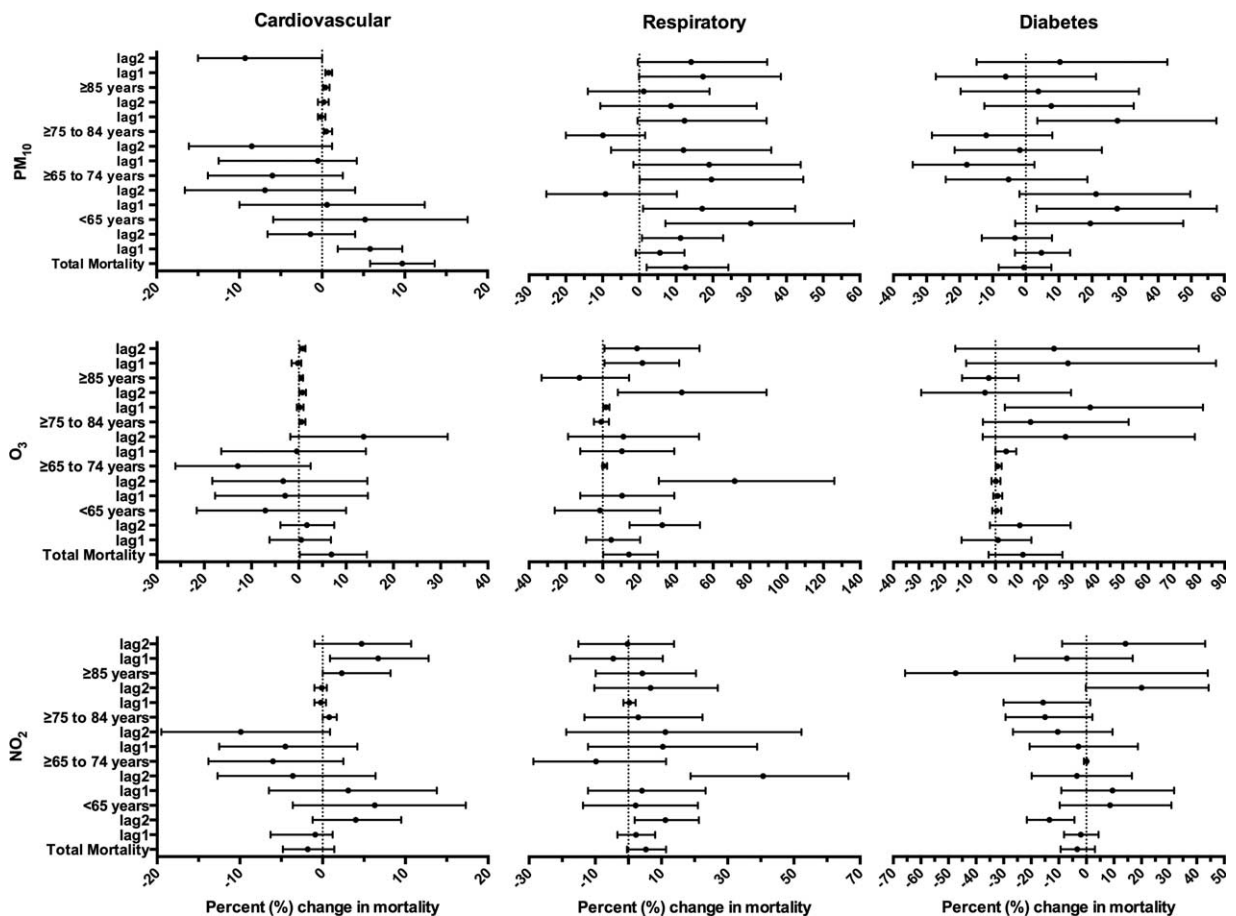 Cardiovascular Respiratory Diabetes
PM10
lag2
lag1
≥85 years
lag2
lag1
≥75 to 84 years
lag2
lag1
≥65 to 74 years
lag2
lag1
<65 years
lag2
lag1
Total Mortality
-20 -10 0 10 20
-30 -20 -10 0 10 20 30 40 50 60
-40 -30 -20 -10 0 10 20 30 40 50 60
O3
lag2
lag1
≥85 years
lag2
lag1
≥75 to 84 years
lag2
lag1
≥65 to 74 years
lag2
lag1
<65 years
lag2
lag1
Total Mortality
-30 -20 -10 0 10 20 30 40
-40 -20 0 20 40 60 80 100 120 140
-40 -30 -20 -10 0 10 20 30 40 50 60 70 80 90
NO2
lag2
lag1
≥85 years
lag2
lag1
≥75 to 84 years
lag2
lag1
≥65 to 74 years
lag2
lag1
<65 years
lag2
lag1
Total Mortality
-20 -10 0 10 20
-30 -20 -10 0 10 20 30 40 50 60 70
-70 -60 -50 -40 -30 -20 -10 0 10 20 30 40 50
Percent (%) change in mortality Percent (%) change in mortality Percent (%) change in mortality